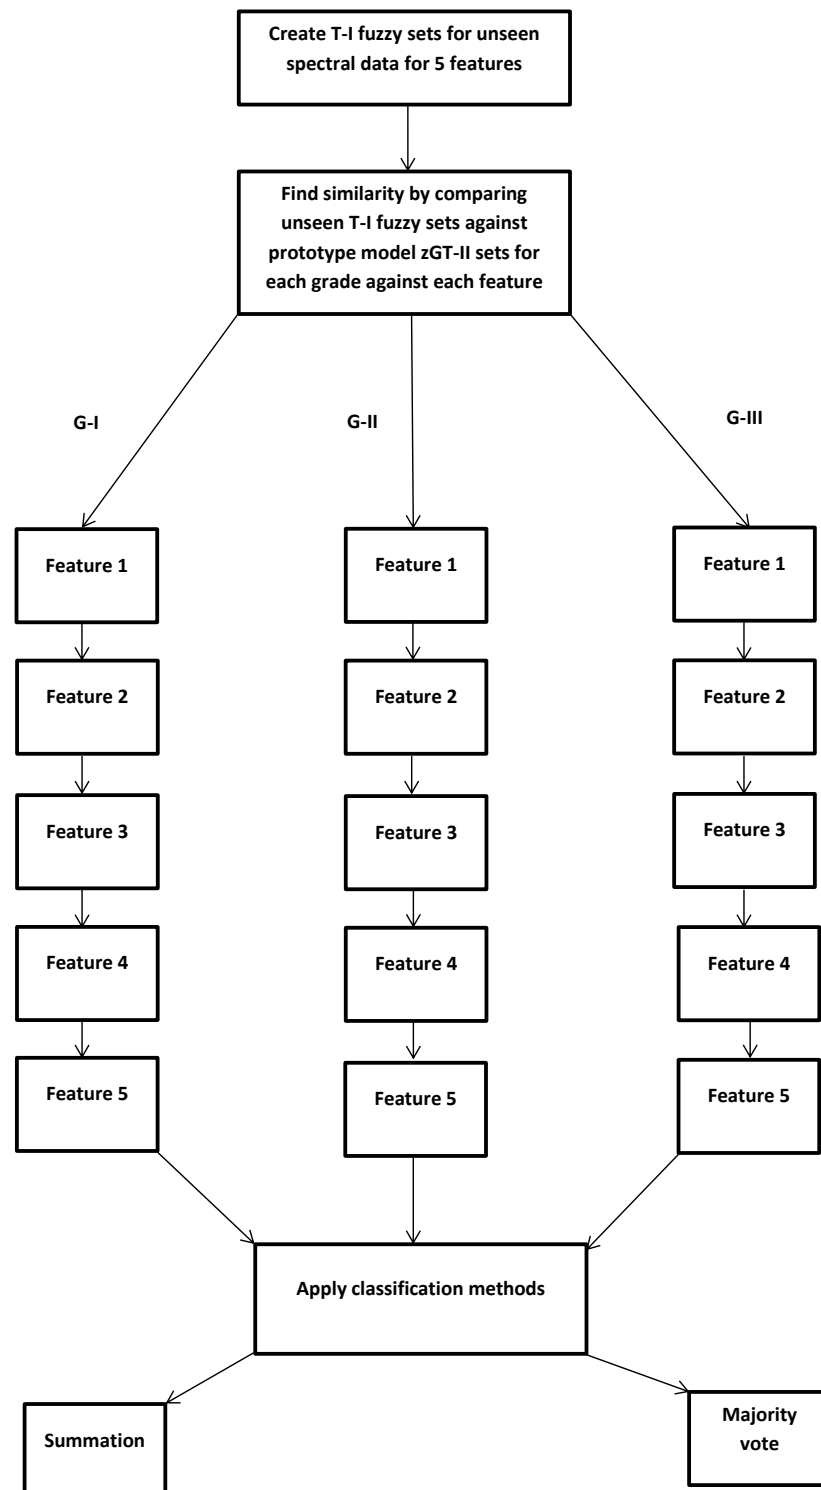 Create T-I fuzzy sets for unseen
spectral data for 5 features
Find similarity by comparing
unseen T-I fuzzy sets against
prototype model zGT-II sets for
each grade against each feature
G-I
G-II
G-III
Feature 1
Feature 1
Feature 1
Feature 2
Feature 2
Feature 2
Feature 3
Feature 3
Feature 3
Feature 4
Feature 4
Feature 4
Feature 5
Feature 5
Feature 5
Apply classification methods
Summation
Majority
vote